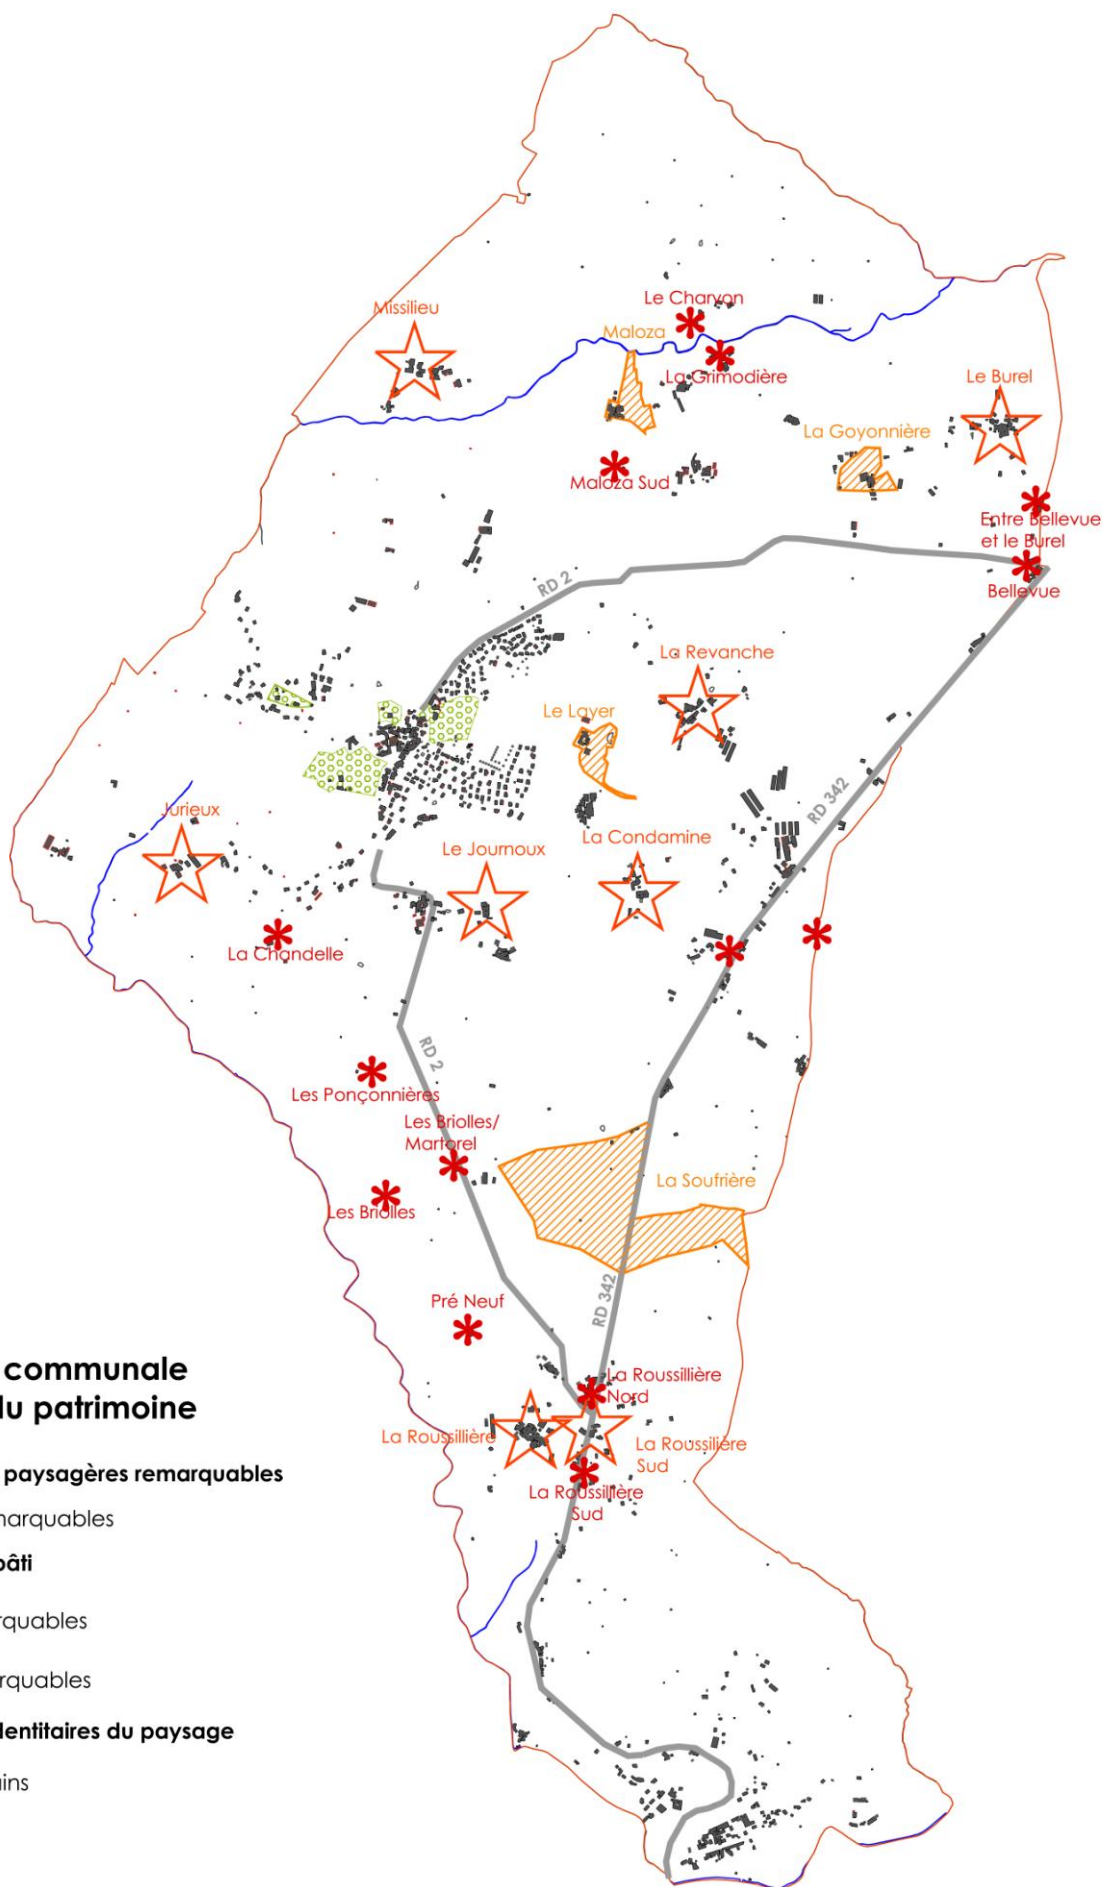 Missilieu
Le Charvon
Maloza
La Grimodière
Le Burel
La Goyonnière
Maloza Sud
Entre Bellevue
et le Burel
Bellevue
RD 2
La Revanche
Le Layer
RD 342
Jurieux
La Condamine
Le Journoux
La Chandelle
RD 2
Les Ponçonnières
Les Briolles/
Martorel
La Soufrière
Les Briolles
RD 342
Pré Neuf
communale
du patrimoine
La Roussillière
Nord
La Roussillière
La Roussilière
Sud
La Roussillière
Sud
paysagères remarquables
marquables
bâti
rquables
rquables
dentitaires du paysage
ains